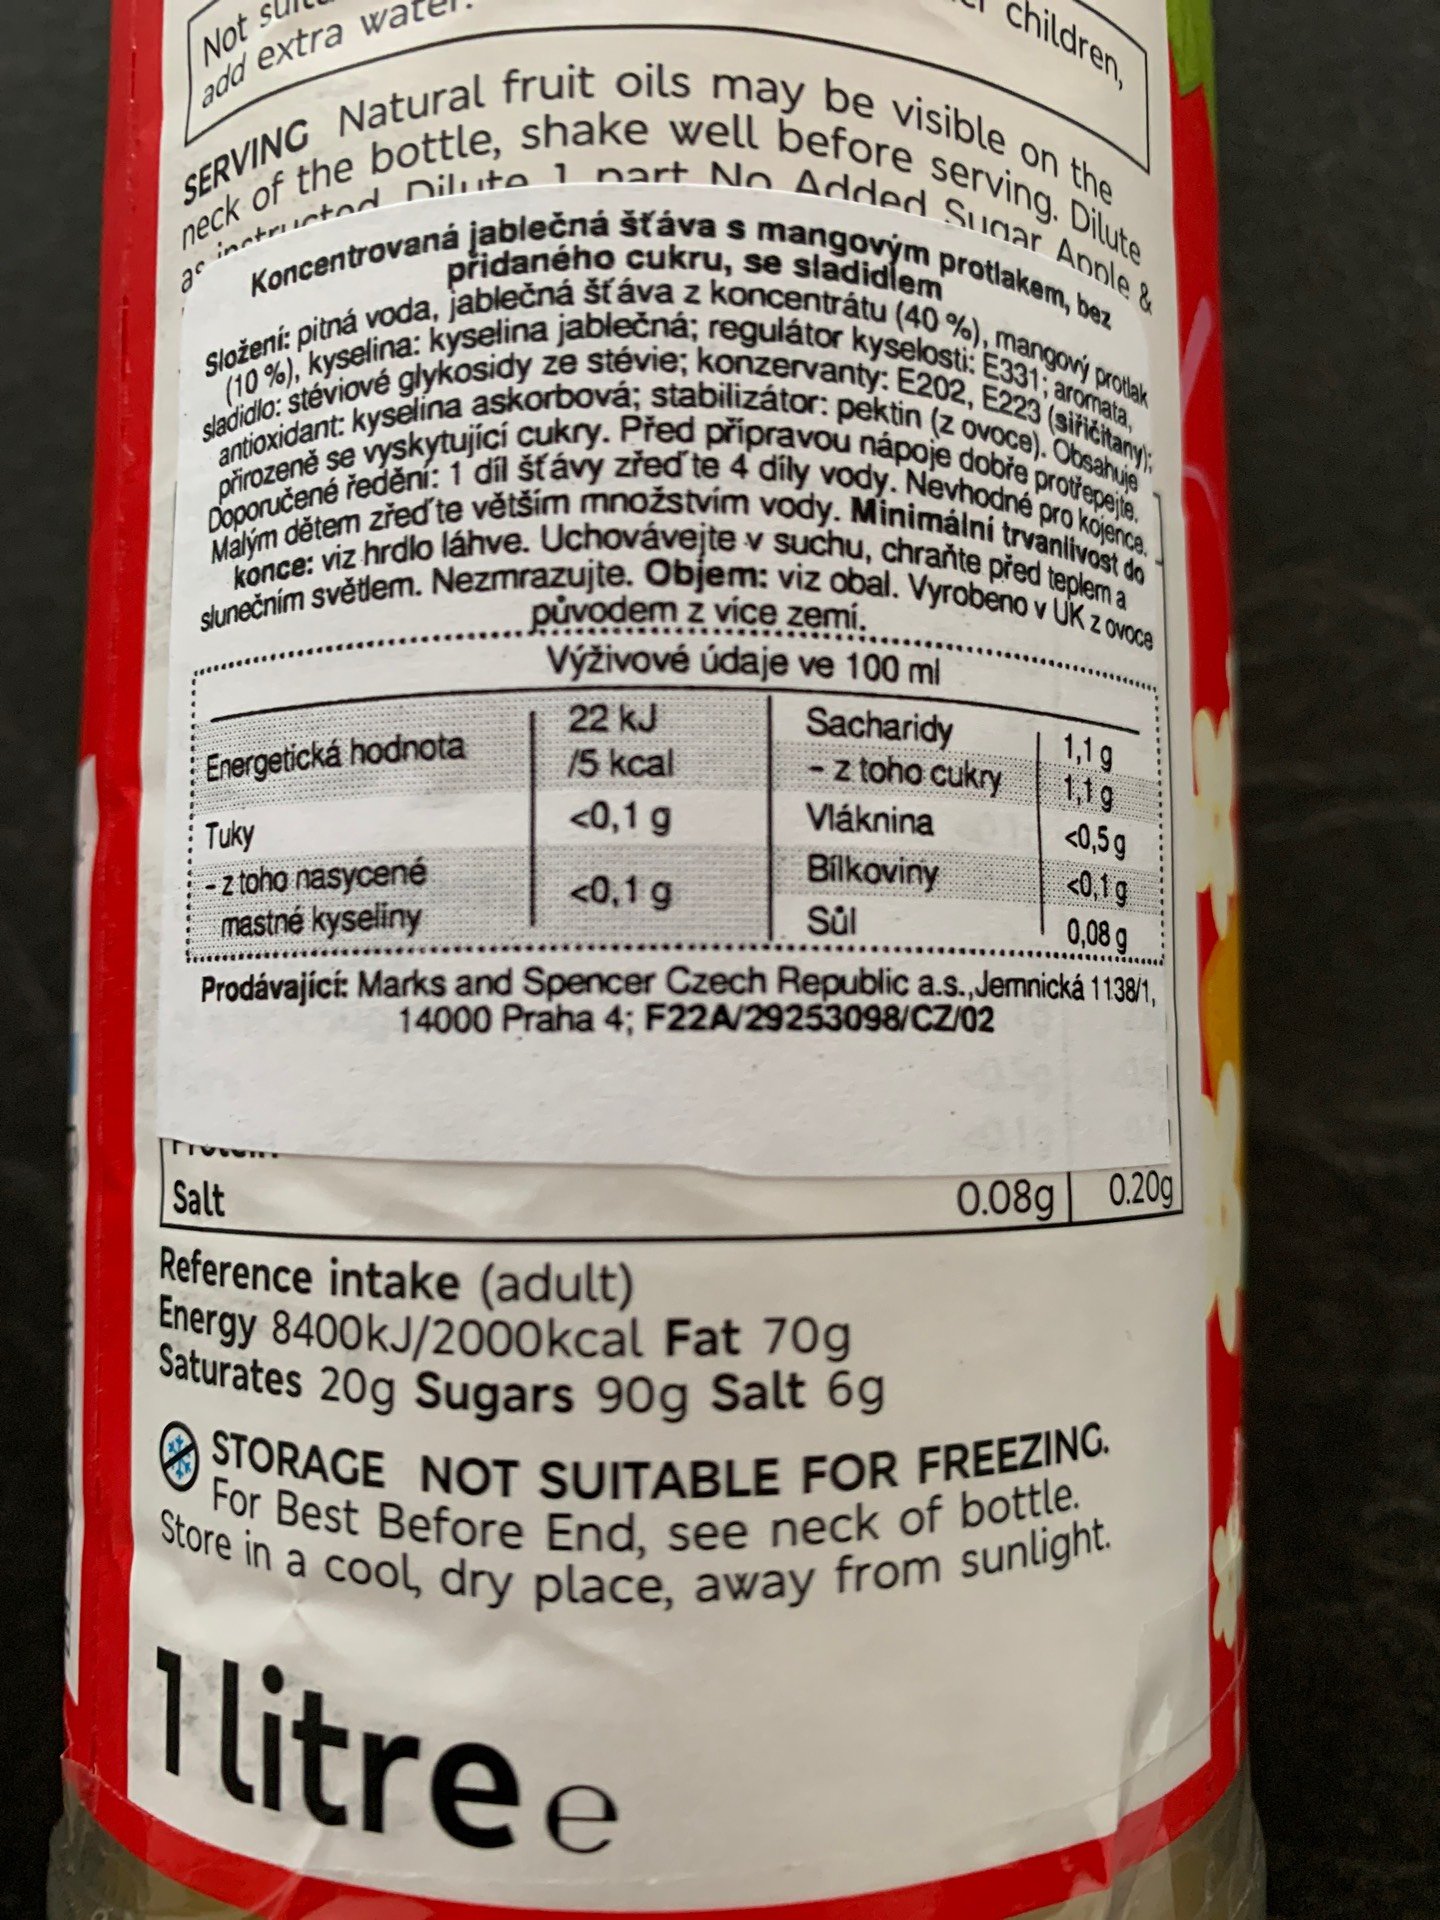 Not
children,
add extra water.
SERVING Natural fruit oils may be visible on the
neck of the bottle, shake well before serving. Dilute
as instructed. Dilute 1 part No Added Sugar Apple &
Koncentrovaná jablečná šťáva s mangovým protlakem, bez
přidaného cukru, se sladidlem
Složení: pitná voda, jablečná šťáva z koncentrátu (40 %), mangový protlak
(10 %), kyselina: kyselina jablečná; regulátor kyselosti: E331; aromata,
sladidlo: stéviové glykosidy ze stévie; konzervanty: E202, E223 (siřičitany);
antioxidant: kyselina askorbová; stabilizátor: pektin (z ovoce). Obsahuje
přirozeně se vyskytující cukry. Před přípravou nápoje dobře protřepejte.
Doporučené ředění: 1 díl šťávy zřeďte 4 díly vody. Nevhodné pro kojence.
Malým dětem zřeďte větším množstvím vody. Minimální trvanlivost do
konce: viz hrdlo láhve. Uchovávejte v suchu, chraňte před teplem a
slunečním světlem. Nezmrazujte. Objem: viz obal. Vyrobeno v UK z ovoce
původem z více zemí.
Výživové údaje ve 100 ml
Energetická hodnota 22 kJ /5 kcal
Tuky <0,1 g
- z toho nasycené mastné kyseliny <0,1 g
Sacharidy 1,1 g
- z toho cukry 1,1 g
Vláknina <0,5 g
Bílkoviny <0,1 g
Sůl 0,08 g
Prodávající: Marks and Spencer Czech Republic a.s.,Jemnická 1138/1,
14000 Praha 4; F22A/29253098/CZ/02
Protein
Salt 0.08g 0.20g
Reference intake (adult)
Energy 8400kJ/2000kcal Fat 70g
Saturates 20g Sugars 90g Salt 6g
STORAGE NOT SUITABLE FOR FREEZING.
For Best Before End, see neck of bottle.
Store in a cool, dry place, away from sunlight.
1 litre e